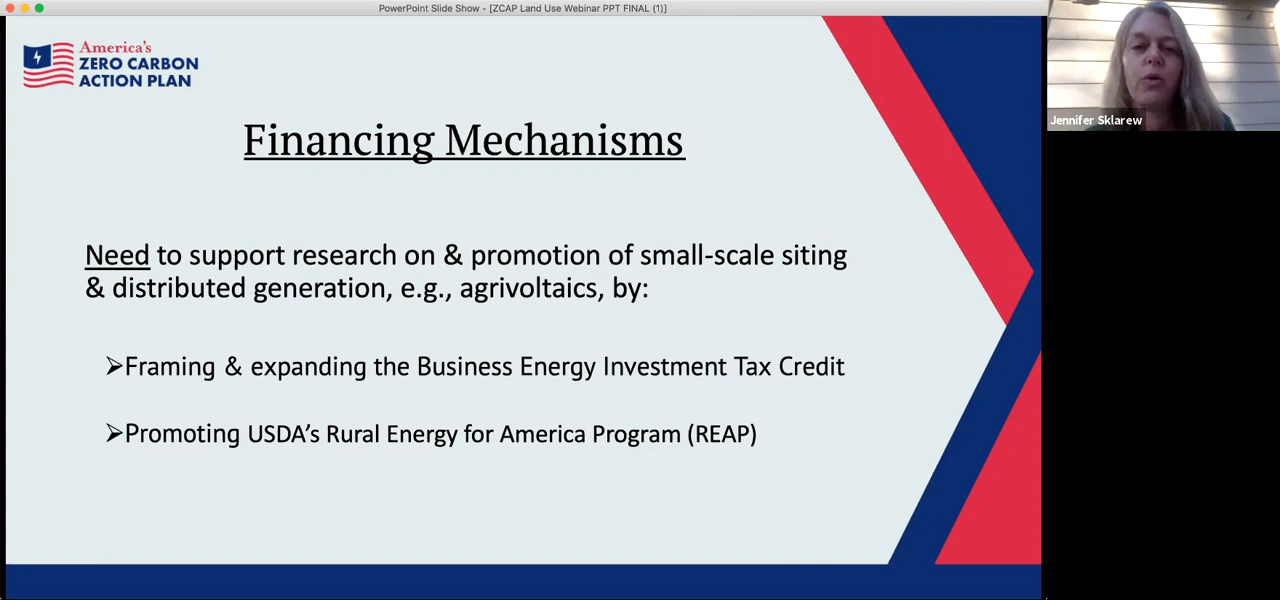 PowerPoint Slide Show - [ZCAP Land Use Webinar PPT FINAL (1)]
America's
ZERO CARBON
ACTION PLAN
Financing Mechanisms
Need to support research on & promotion of small-scale siting
& distributed generation, e.g., agrivoltaics, by:
➢Framing & expanding the Business Energy Investment Tax Credit
➢Promoting USDA’s Rural Energy for America Program (REAP)
Jennifer Sklarew